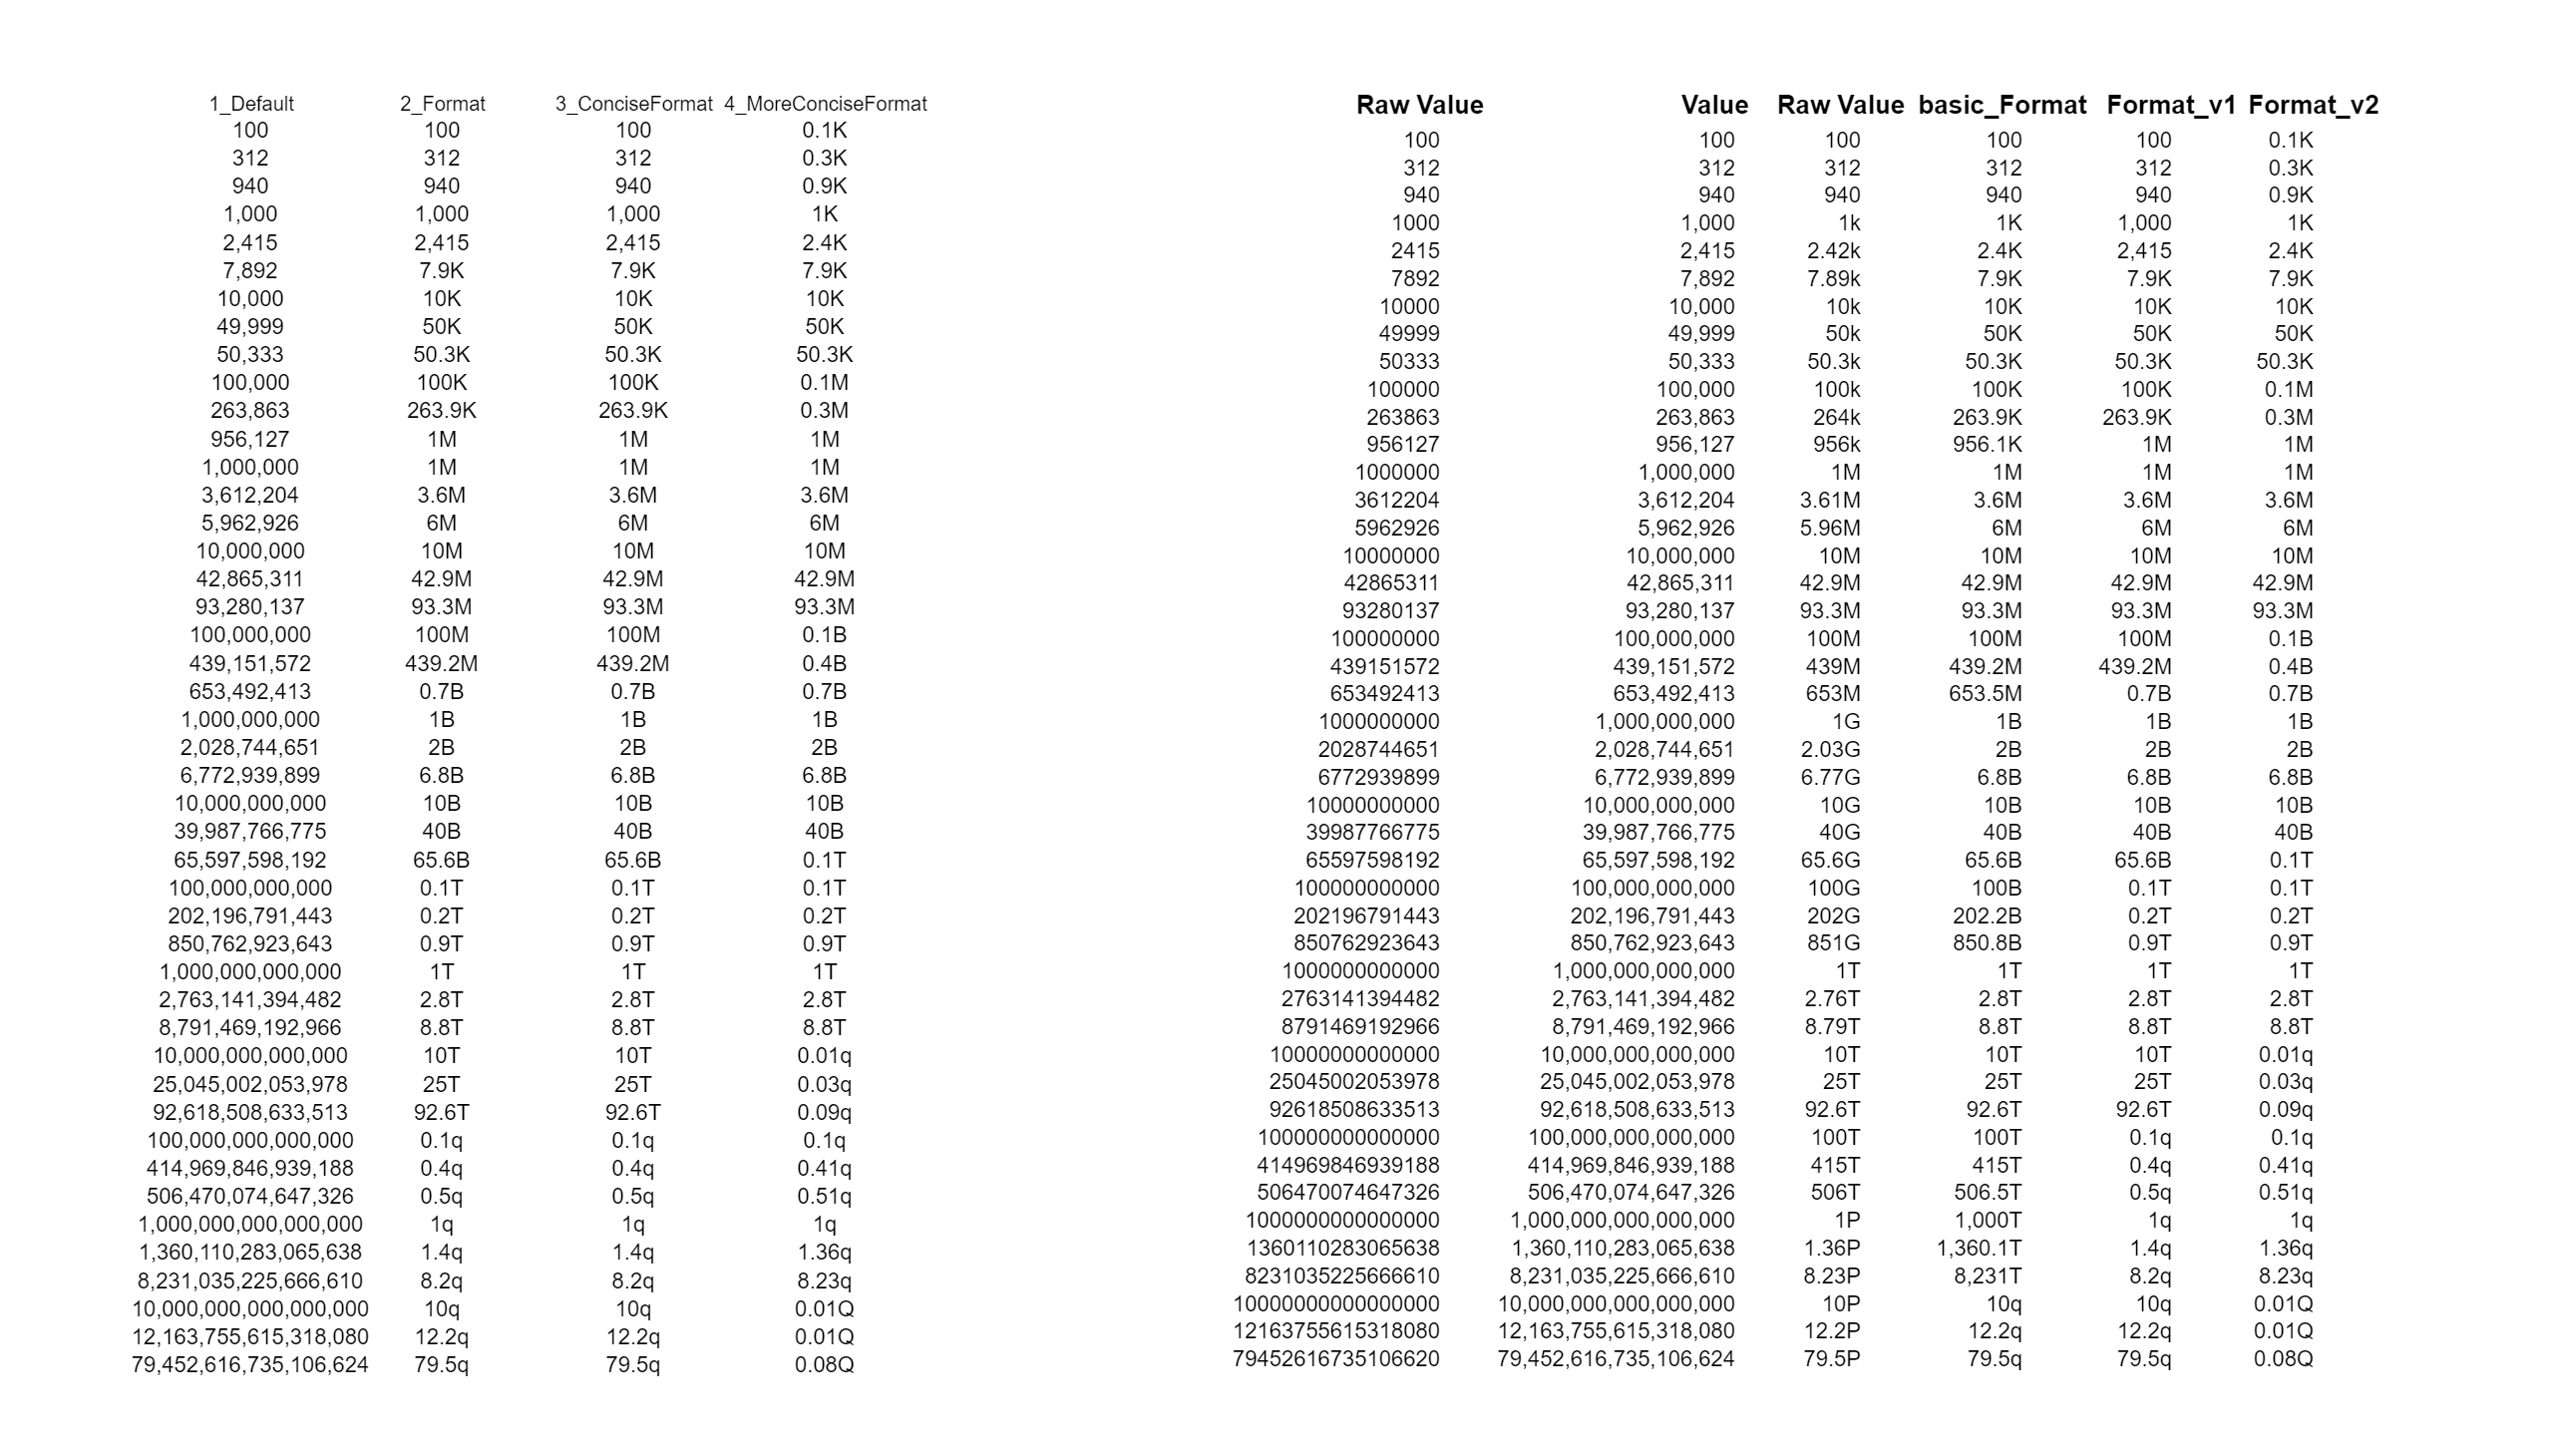 1_Default 2_Format 3_ConciseFormat 4_MoreConciseFormat
100 100 100 0.1K
312 312 312 0.3K
940 940 940 0.9K
1,000 1,000 1,000 1K
2,415 2,415 2,415 2.4K
7,892 7.9K 7.9K 7.9K
10,000 10K 10K 10K
49,999 50K 50K 50K
50,333 50.3K 50.3K 50.3K
100,000 100K 100K 0.1M
263,863 263.9K 263.9K 0.3M
956,127 1M 1M 1M
1,000,000 1M 1M 1M
3,612,204 3.6M 3.6M 3.6M
5,962,926 6M 6M 6M
10,000,000 10M 10M 10M
42,865,311 42.9M 42.9M 42.9M
93,280,137 93.3M 93.3M 93.3M
100,000,000 100M 100M 0.1B
439,151,572 439.2M 439.2M 0.4B
653,492,413 0.7B 0.7B 0.7B
1,000,000,000 1B 1B 1B
2,028,744,651 2B 2B 2B
6,772,939,899 6.8B 6.8B 6.8B
10,000,000,000 10B 10B 10B
39,987,766,775 40B 40B 40B
65,597,598,192 65.6B 65.6B 0.1T
100,000,000,000 0.1T 0.1T 0.1T
202,196,791,443 0.2T 0.2T 0.2T
850,762,923,643 0.9T 0.9T 0.9T
1,000,000,000,000 1T 1T 1T
2,763,141,394,482 2.8T 2.8T 2.8T
8,791,469,192,966 8.8T 8.8T 8.8T
10,000,000,000,000 10T 10T 0.01q
25,045,002,053,978 25T 25T 0.03q
92,618,508,633,513 92.6T 92.6T 0.09q
100,000,000,000,000 0.1q 0.1q 0.1q
414,969,846,939,188 0.4q 0.4q 0.41q
506,470,074,647,326 0.5q 0.5q 0.51q
1,000,000,000,000,000 1q 1q 1q
1,360,110,283,065,638 1.4q 1.4q 1.36q
8,231,035,225,666,610 8.2q 8.2q 8.23q
10,000,000,000,000,000 10q 10q 0.01Q
12,163,755,615,318,080 12.2q 12.2q 0.01Q
79,452,616,735,106,624 79.5q 79.5q 0.08Q
Raw Value Value Raw Value basic_Format Format_v1 Format_v2
100 100 100 100 100 0.1K
312 312 312 312 312 0.3K
940 940 940 940 940 0.9K
1000 1,000 1k 1K 1,000 1K
2415 2,415 2.42k 2.4K 2,415 2.4K
7892 7,892 7.89k 7.9K 7.9K 7.9K
10000 10,000 10k 10K 10K 10K
49999 49,999 50k 50K 50K 50K
50333 50,333 50.3k 50.3K 50.3K 50.3K
100000 100,000 100k 100K 100K 0.1M
263863 263,863 264k 263.9K 263.9K 0.3M
956127 956,127 956k 956.1K 1M 1M
1000000 1,000,000 1M 1M 1M 1M
3612204 3,612,204 3.61M 3.6M 3.6M 3.6M
5962926 5,962,926 5.96M 6M 6M 6M
10000000 10,000,000 10M 10M 10M 10M
42865311 42,865,311 42.9M 42.9M 42.9M 42.9M
93280137 93,280,137 93.3M 93.3M 93.3M 93.3M
100000000 100,000,000 100M 100M 100M 0.1B
439151572 439,151,572 439M 439.2M 439.2M 0.4B
653492413 653,492,413 653M 653.5M 0.7B 0.7B
1000000000 1,000,000,000 1G 1B 1B 1B
2028744651 2,028,744,651 2.03G 2B 2B 2B
6772939899 6,772,939,899 6.77G 6.8B 6.8B 6.8B
10000000000 10,000,000,000 10G 10B 10B 10B
39987766775 39,987,766,775 40G 40B 40B 40B
65597598192 65,597,598,192 65.6G 65.6B 65.6B 0.1T
100000000000 100,000,000,000 100G 100B 0.1T 0.1T
202196791443 202,196,791,443 202G 202.2B 0.2T 0.2T
850762923643 850,762,923,643 851G 850.8B 0.9T 0.9T
1000000000000 1,000,000,000,000 1T 1T 1T 1T
2763141394482 2,763,141,394,482 2.76T 2.8T 2.8T 2.8T
8791469192966 8,791,469,192,966 8.79T 8.8T 8.8T 8.8T
10000000000000 10,000,000,000,000 10T 10T 10T 0.01q
25045002053978 25,045,002,053,978 25T 25T 25T 0.03q
92618508633513 92,618,508,633,513 92.6T 92.6T 92.6T 0.09q
100000000000000 100,000,000,000,000 100T 100T 0.1q 0.1q
414969846939188 414,969,846,939,188 415T 415T 0.4q 0.41q
506470074647326 506,470,074,647,326 506T 506.5T 0.5q 0.51q
1000000000000000 1,000,000,000,000,000 1P 1,000T 1q 1q
1360110283065638 1,360,110,283,065,638 1.36P 1,360.1T 1.4q 1.36q
8231035225666610 8,231,035,225,666,610 8.23P 8,231T 8.2q 8.23q
10000000000000000 10,000,000,000,000,000 10P 10q 10q 0.01Q
12163755615318080 12,163,755,615,318,080 12.2P 12.2q 12.2q 0.01Q
79452616735106620 79,452,616,735,106,624 79.5P 79.5q 79.5q 0.08Q